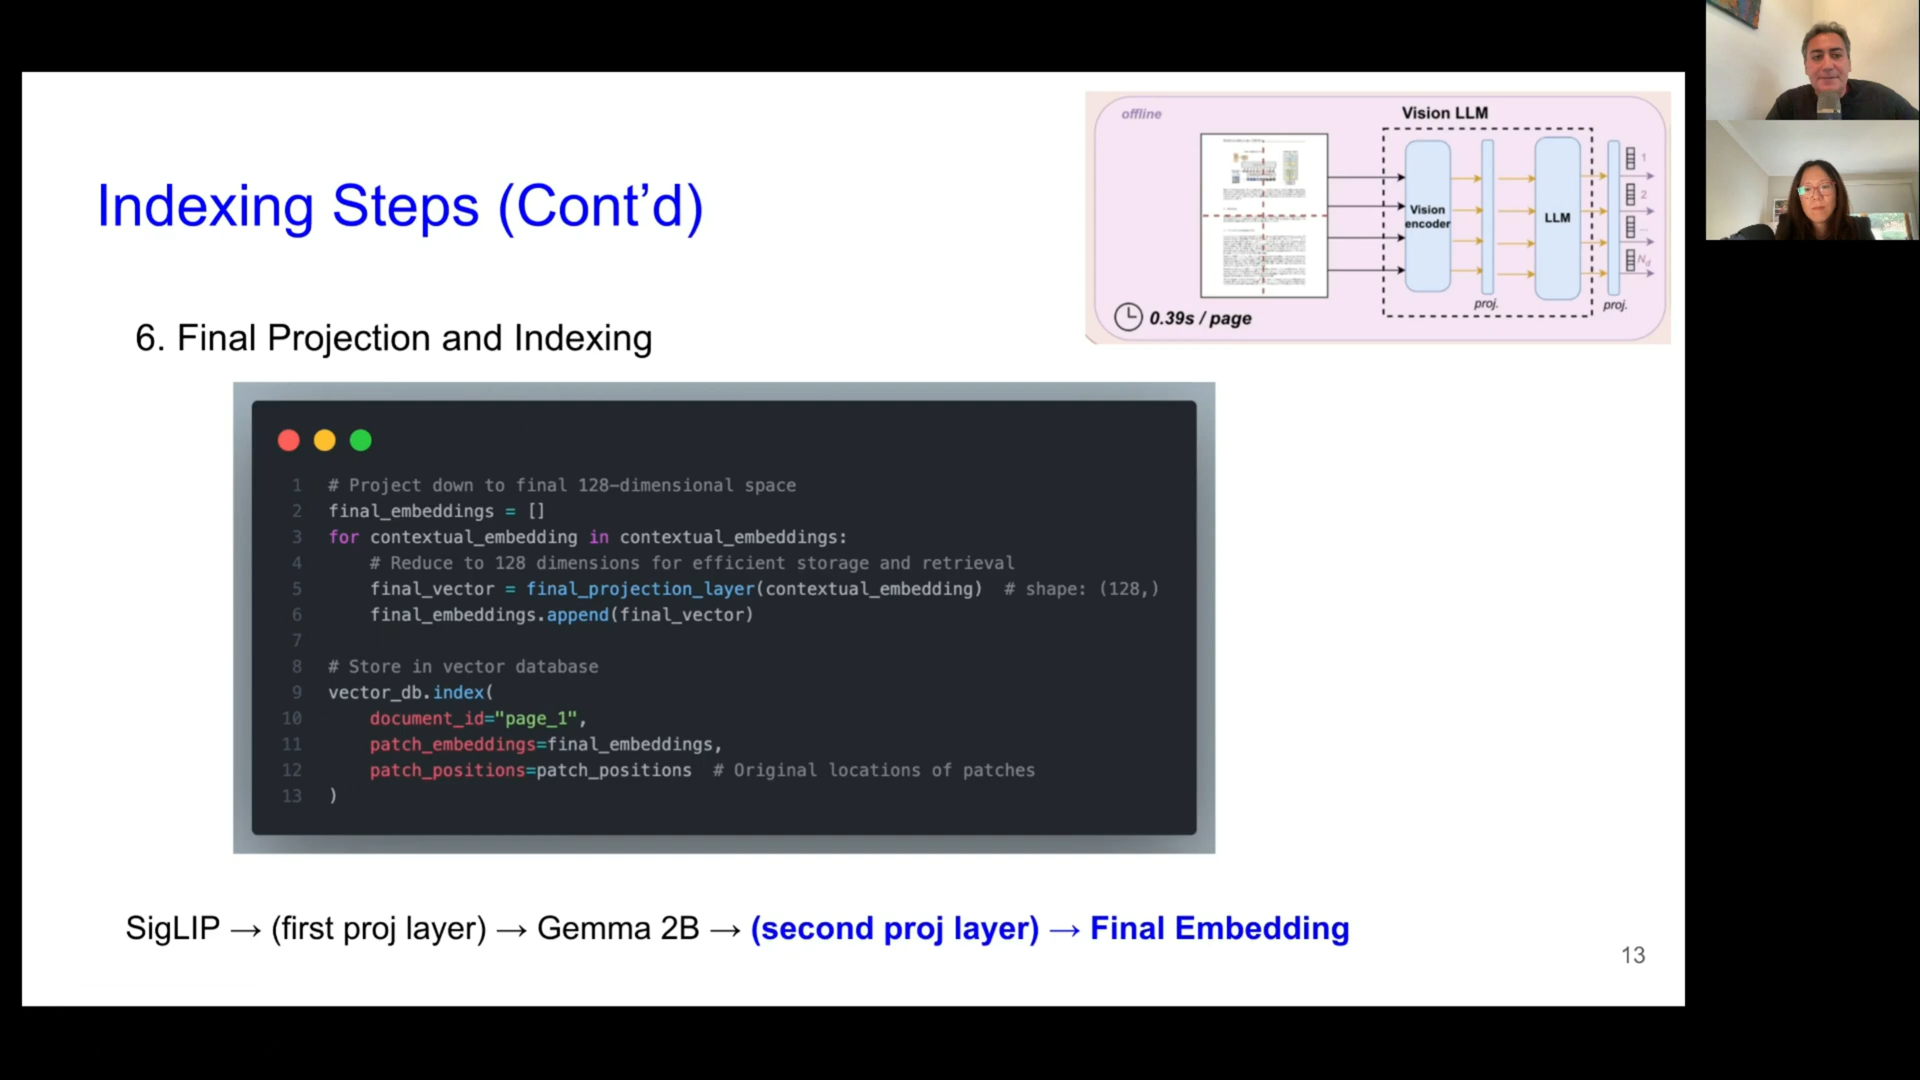 Indexing Steps (Cont’d)
offline
Vision LLM
Vision
encoder
LLM
1
2
...
N_d
proj.
proj.
0.39s / page
6. Final Projection and Indexing
1 # Project down to final 128-dimensional space
2 final_embeddings = []
3 for contextual_embedding in contextual_embeddings:
4     # Reduce to 128 dimensions for efficient storage and retrieval
5     final_vector = final_projection_layer(contextual_embedding)  # shape: (128,)
6     final_embeddings.append(final_vector)
7
8 # Store in vector database
9 vector_db.index(
10     document_id="page_1",
11     patch_embeddings=final_embeddings,
12     patch_positions=patch_positions  # Original locations of patches
13 )
SigLIP → (first proj layer) → Gemma 2B → (second proj layer) → Final Embedding
13